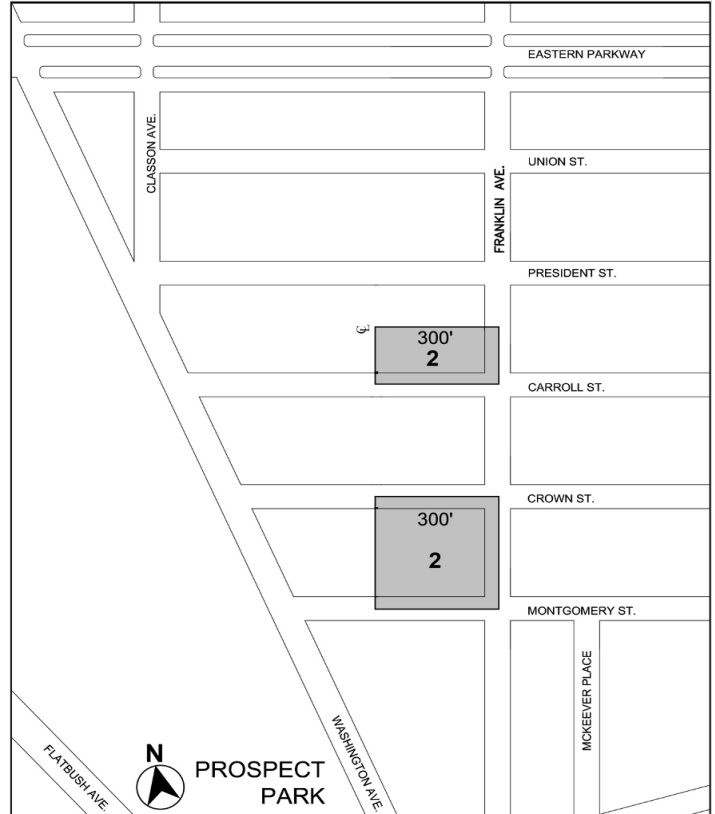 EASTERN PARKWAY
CLASSON AVE.
UNION ST.
FRANKLIN AVE.
PRESIDENT ST.
℄
300'
2
CARROLL ST.
CROWN ST.
300'
2
MONTGOMERY ST.
MCKEEVER PLACE
WASHINGTON AVE.
FLATBUSH AVE.
N
PROSPECT
PARK